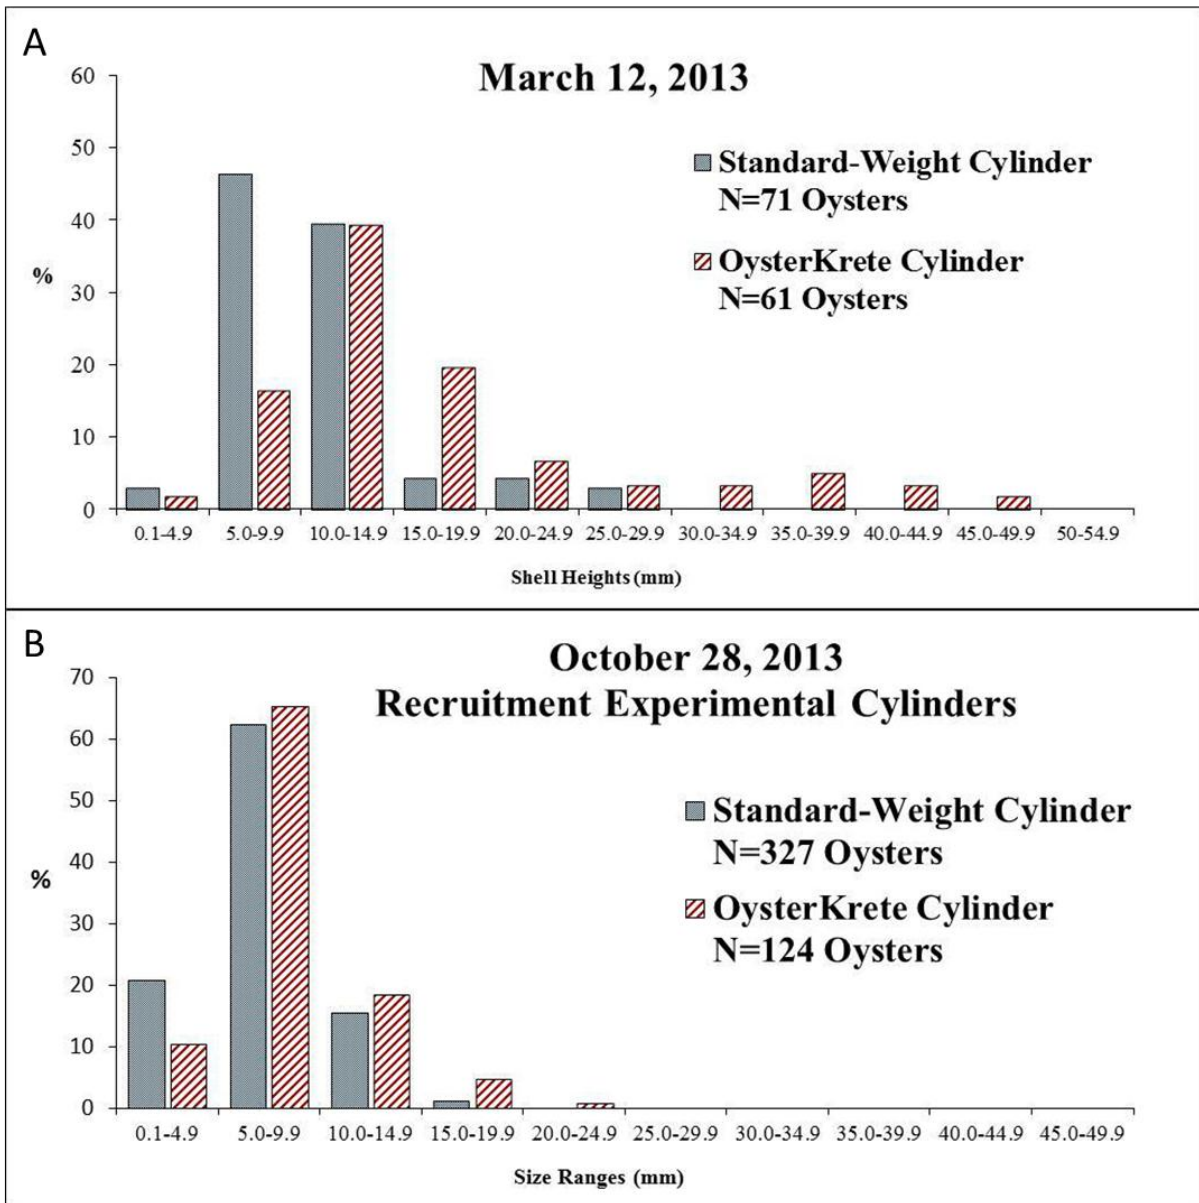 A
March 12, 2013
60
50
40
30
20
10
0
%
Standard-Weight Cylinder
N=71 Oysters
OysterKrete Cylinder
N=61 Oysters
0.1-4.9 5.0-9.9 10.0-14.9 15.0-19.9 20.0-24.9 25.0-29.9 30.0-34.9 35.0-39.9 40.0-44.9 45.0-49.9 50-54.9
Shell Heights (mm)
B
October 28, 2013
Recruitment Experimental Cylinders
70
60
50
40
30
20
10
0
%
Standard-Weight Cylinder
N=327 Oysters
OysterKrete Cylinder
N=124 Oysters
0.1-4.9 5.0-9.9 10.0-14.9 15.0-19.9 20.0-24.9 25.0-29.9 30.0-34.9 35.0-39.9 40.0-44.9 45.0-49.9
Size Ranges (mm)